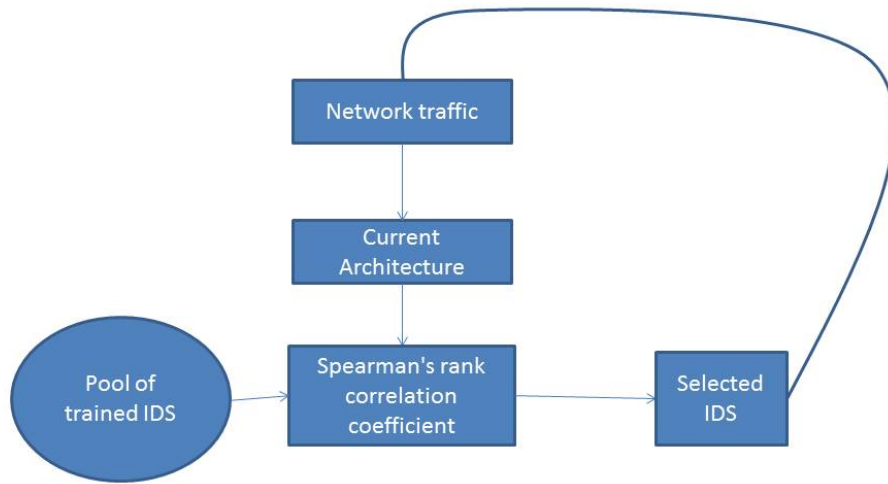 Network traffic
Current
Architecture
Pool of
trained IDS
Spearman's rank
correlation
coefficient
Selected
IDS